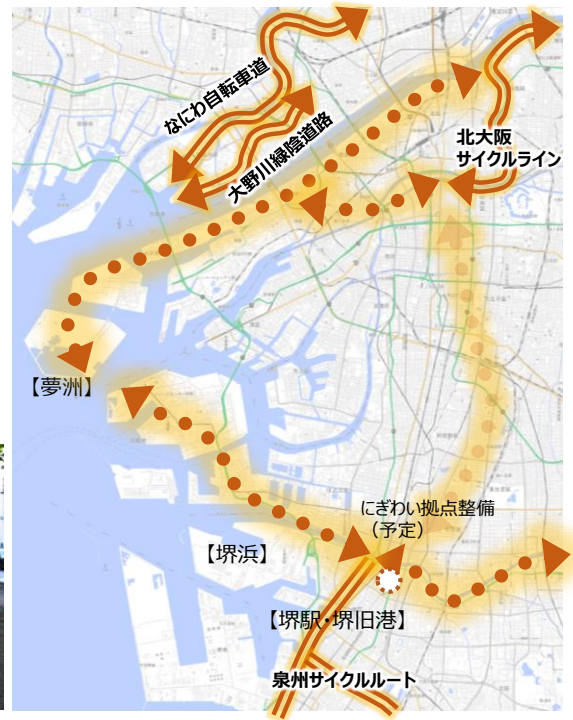 なにわ自転車道
大野川緑陰道路
北大阪
サイクルライン
【夢洲】
にぎわい拠点整備
(予定)
【堺浜】
【堺駅・堺旧港】
泉州サイクルルート